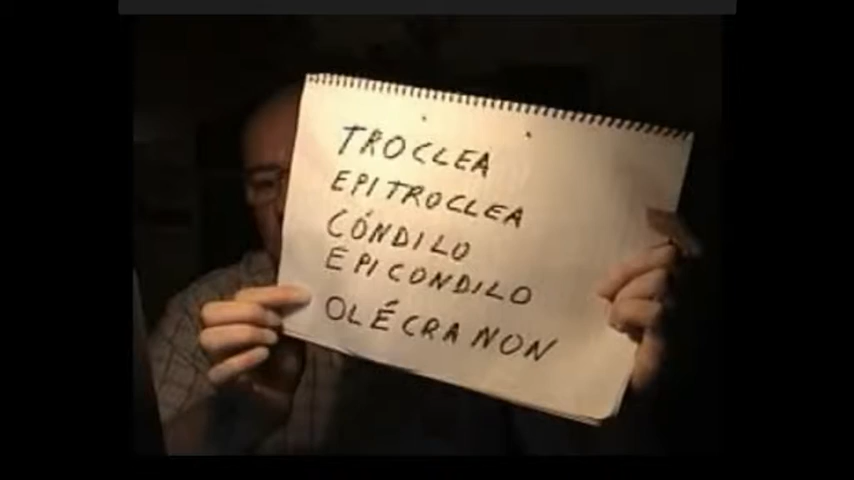 TROCLEA
EPITROCLEA
CÓNDILO
EPICONDILO
OLÉCRANON